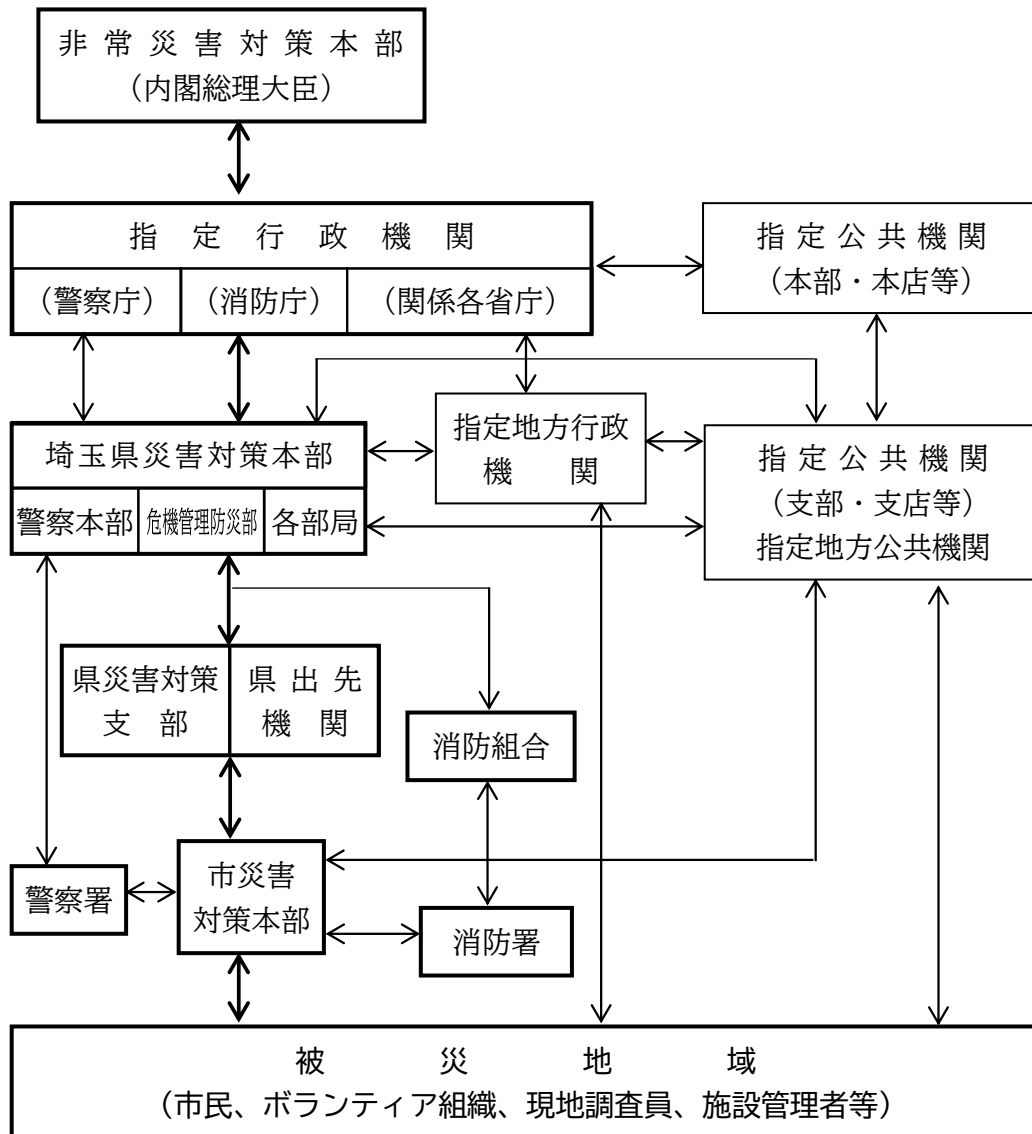 非常災害対策本部
（内閣総理大臣）
指定行政機関
（警察庁）
（消防庁）
（関係各省庁）
指定公共機関
（本部・本店等）
埼玉県災害対策本部
警察本部
危機管理防災部
各部局
指定地方行政
機関
指定公共機関
（支部・支店等）
指定地方公共機関
県災害対策
支部
県出先
機関
消防組合
警察署
市災害
対策本部
消防署
被災地域
（市民、ボランティア組織、現地調査員、施設管理者等）